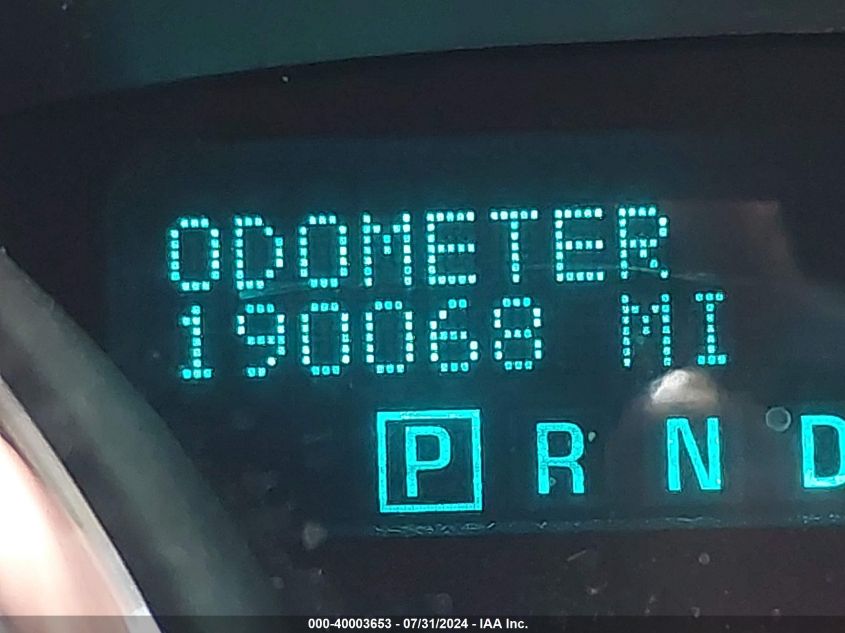 ODOMETER
190068 MI
P R N D
000-40003653 - 07/31/2024 - IAA Inc.